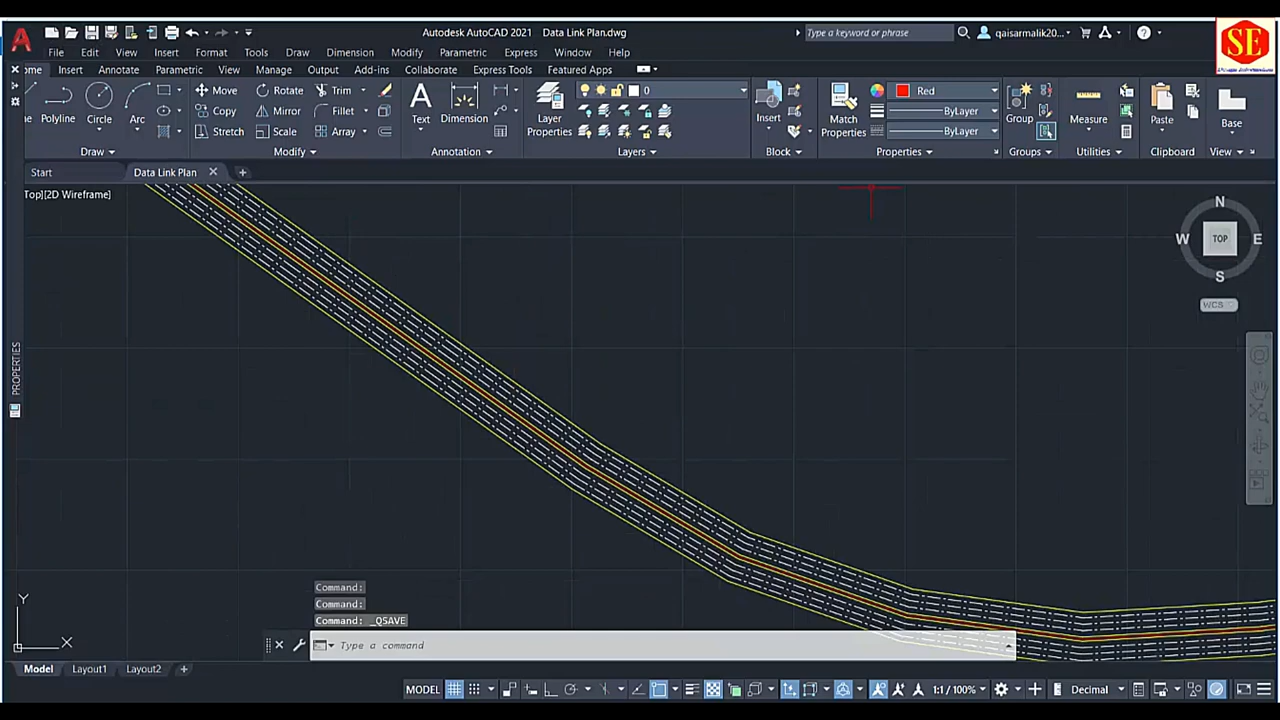 Autodesk AutoCAD 2021 Data Link Plan.dwg
Type a keyword or phrase
qaisarmalik20...
SE
File Edit View Insert Format Tools Draw Dimension Modify Parametric Express Window Help
ome Insert Annotate Parametric View Manage Output Add-ins Collaborate Express Tools Featured Apps
ne Polyline Circle Arc
Move Rotate Trim
Copy Mirror Fillet
Stretch Scale Array
Text Dimension
Layer Properties
0
Insert
Match Properties
Red
ByLayer
ByLayer
Group
Measure
Paste
Base
Draw Modify Annotation Layers Block Properties Groups Utilities Clipboard View
Start Data Link Plan
Top][2D Wireframe]
N
W TOP E
S
WCS
PROPERTIES
Command:
Command:
Command: _QSAVE
Type a command
Y
X
Model Layout1 Layout2
MODEL 1:1 / 100% Decimal